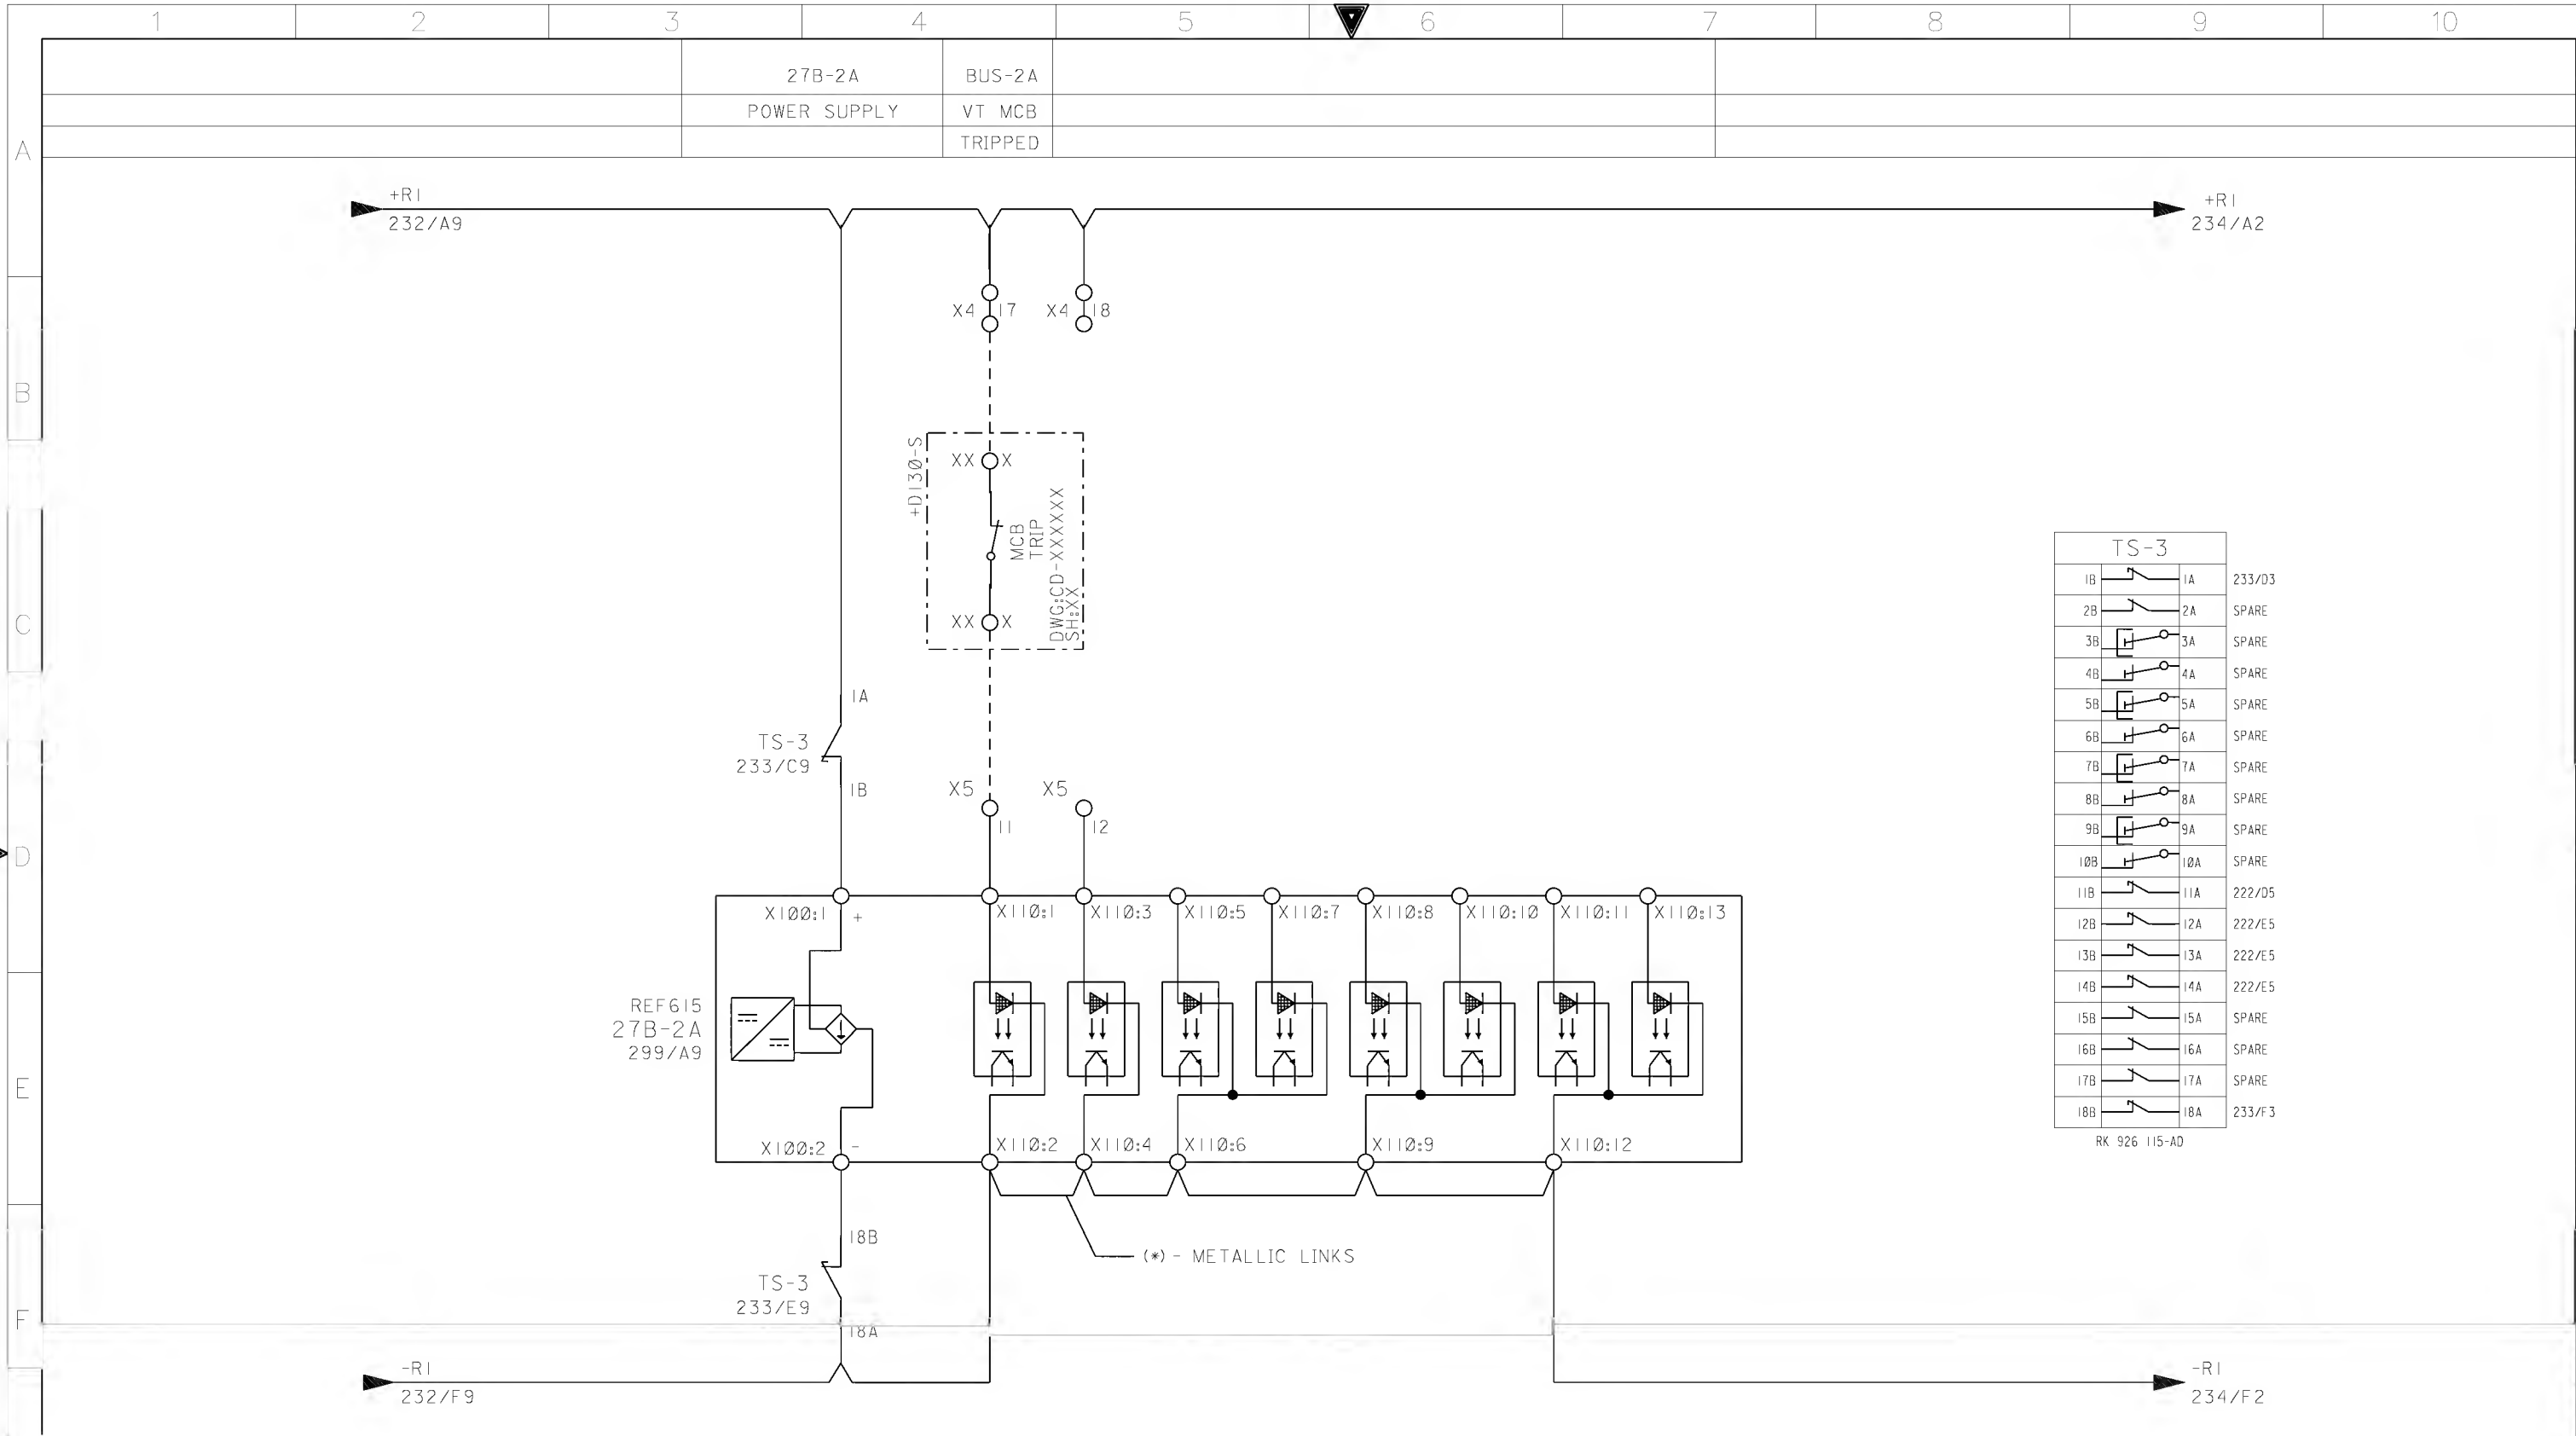 1 2 3 4 5 6 7 8 9 10
27B-2A BUS-2A
POWER SUPPLY VT MCB
TRIPPED
A
+R1
232/A9
+R1
234/A2
B
X4 17 X4 18
+D130-S
XX X
MCB
TRIP
DWG:CD-XXXXXX
SH:XX
XX X
C
1A
TS-3
233/C9
1B
X5 X5
11 12
D
X100:1 + X110:1 X110:3 X110:5 X110:7 X110:8 X110:10 X110:11 X110:13
REF615
27B-2A
299/A9
E
X100:2 - X110:2 X110:4 X110:6 X110:9 X110:12
18B
(*) - METALLIC LINKS
TS-3
233/E9
F
18A
-R1
232/F9
-R1
234/F2
TS-3
1B 1A 233/D3
2B 2A SPARE
3B 3A SPARE
4B 4A SPARE
5B 5A SPARE
6B 6A SPARE
7B 7A SPARE
8B 8A SPARE
9B 9A SPARE
10B 10A SPARE
11B 11A 222/D5
12B 12A 222/E5
13B 13A 222/E5
14B 14A 222/E5
15B 15A SPARE
16B 16A SPARE
17B 17A SPARE
18B 18A 233/F3
RK 926 115-AD